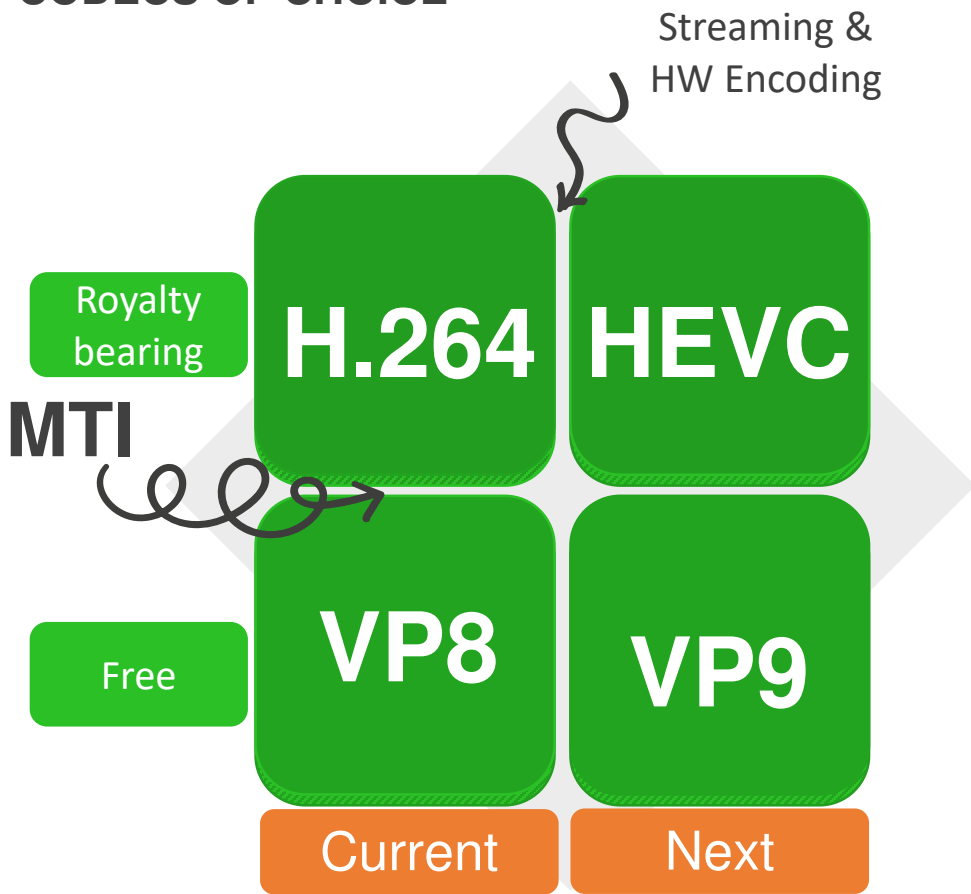 Streaming &
HW Encoding
Royalty
bearing
H.264
HEVC
MTI
Free
VP8
VP9
Current
Next